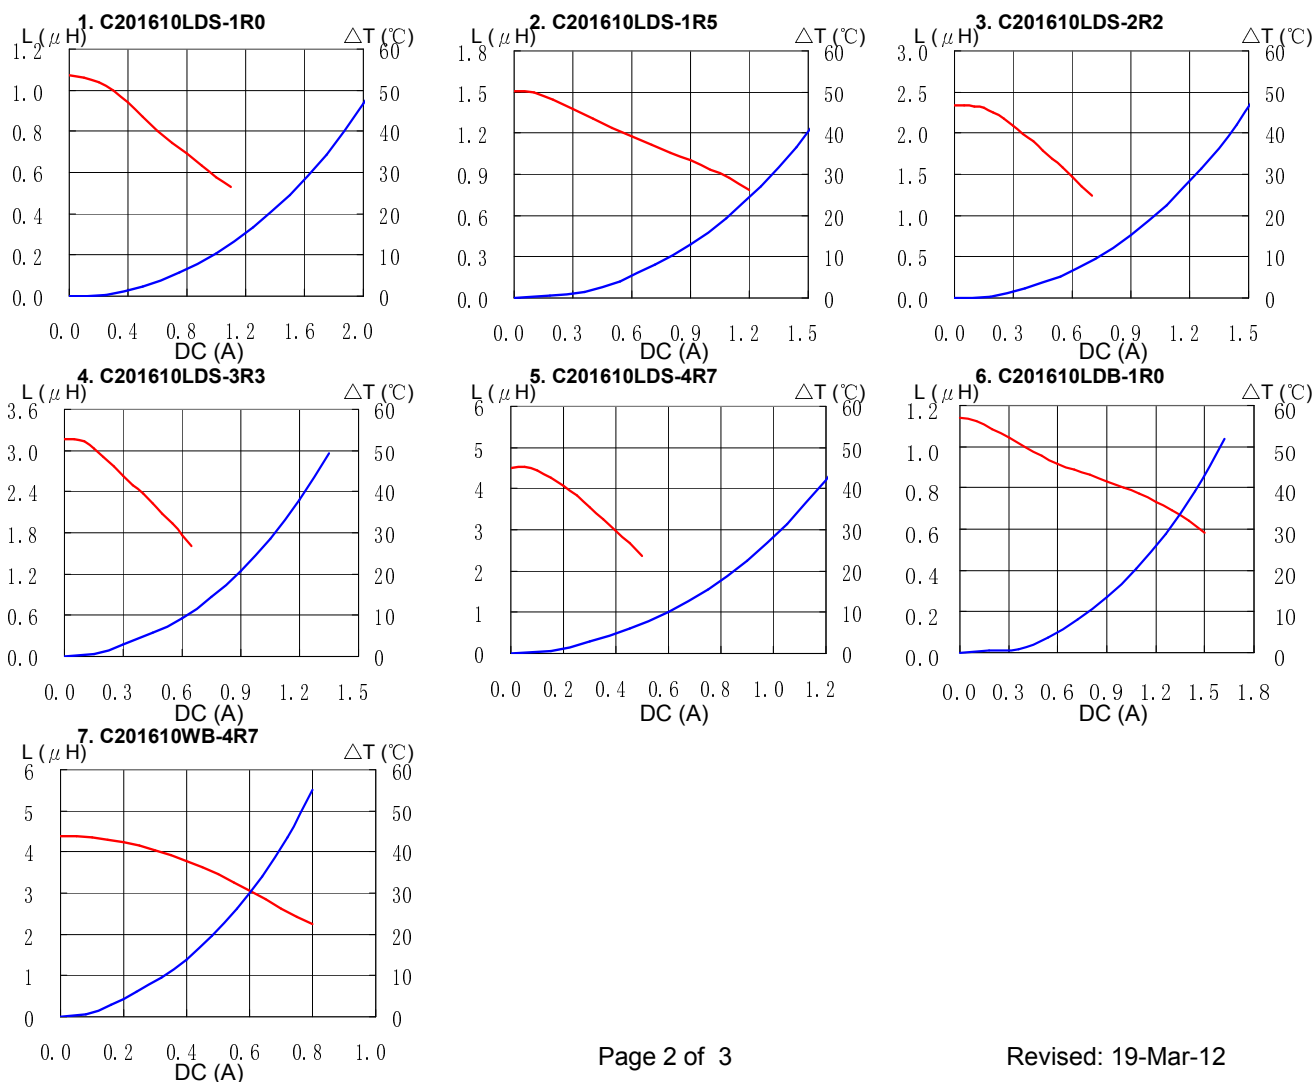 1. C201610LDS-1R0
L (μH) △T (℃)
1.2 60
1.0 50
0.8 40
0.6 30
0.4 20
0.2 10
0.0 0
0.0 0.4 0.8 1.2 1.6 2.0
DC (A)
2. C201610LDS-1R5
L (μH) △T (℃)
1.8 60
1.5 50
1.2 40
0.9 30
0.6 20
0.3 10
0.0 0
0.0 0.3 0.6 0.9 1.2 1.5
DC (A)
3. C201610LDS-2R2
L (μH) △T (℃)
3.0 60
2.5 50
2.0 40
1.5 30
1.0 20
0.5 10
0.0 0
0.0 0.3 0.6 0.9 1.2 1.5
DC (A)
4. C201610LDS-3R3
L (μH) △T (℃)
3.6 60
3.0 50
2.4 40
1.8 30
1.2 20
0.6 10
0.0 0
0.0 0.3 0.6 0.9 1.2 1.5
DC (A)
5. C201610LDS-4R7
L (μH) △T (℃)
6 60
5 50
4 40
3 30
2 20
1 10
0 0
0.0 0.2 0.4 0.6 0.8 1.0 1.2
DC (A)
6. C201610LDB-1R0
L (μH) △T (℃)
1.2 60
1.0 50
0.8 40
0.6 30
0.4 20
0.2 10
0.0 0
0.0 0.3 0.6 0.9 1.2 1.5 1.8
DC (A)
7. C201610WB-4R7
L (μH) △T (℃)
6 60
5 50
4 40
3 30
2 20
1 10
0 0
0.0 0.2 0.4 0.6 0.8 1.0
DC (A)
Page 2 of 3
Revised: 19-Mar-12